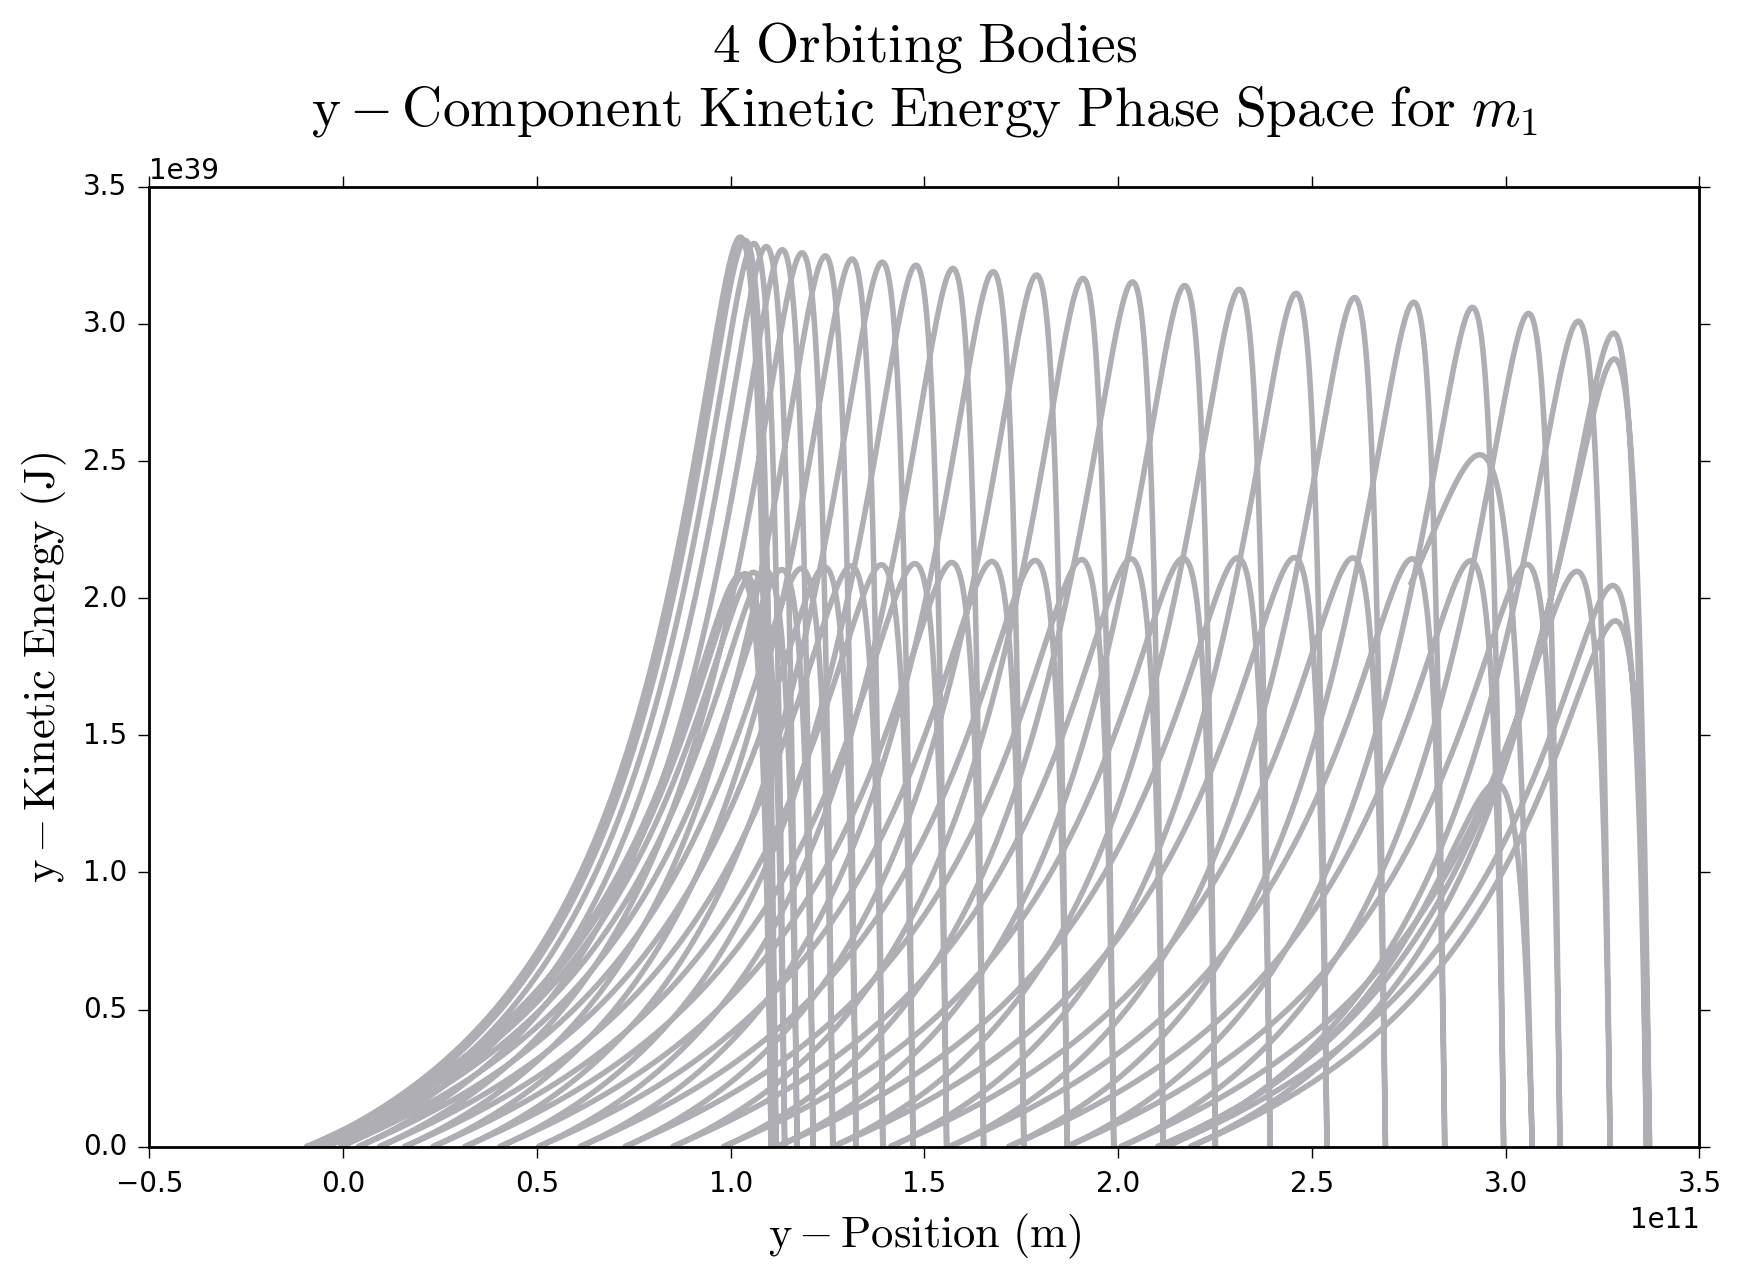 4 Orbiting Bodies
y − Component Kinetic Energy Phase Space for m₁
1e39
3.5
3.0
2.5
2.0
1.5
1.0
0.5
0.0
y − Kinetic Energy (J)
−0.5
0.0
0.5
1.0
1.5
2.0
2.5
3.0
3.5
1e11
y − Position (m)